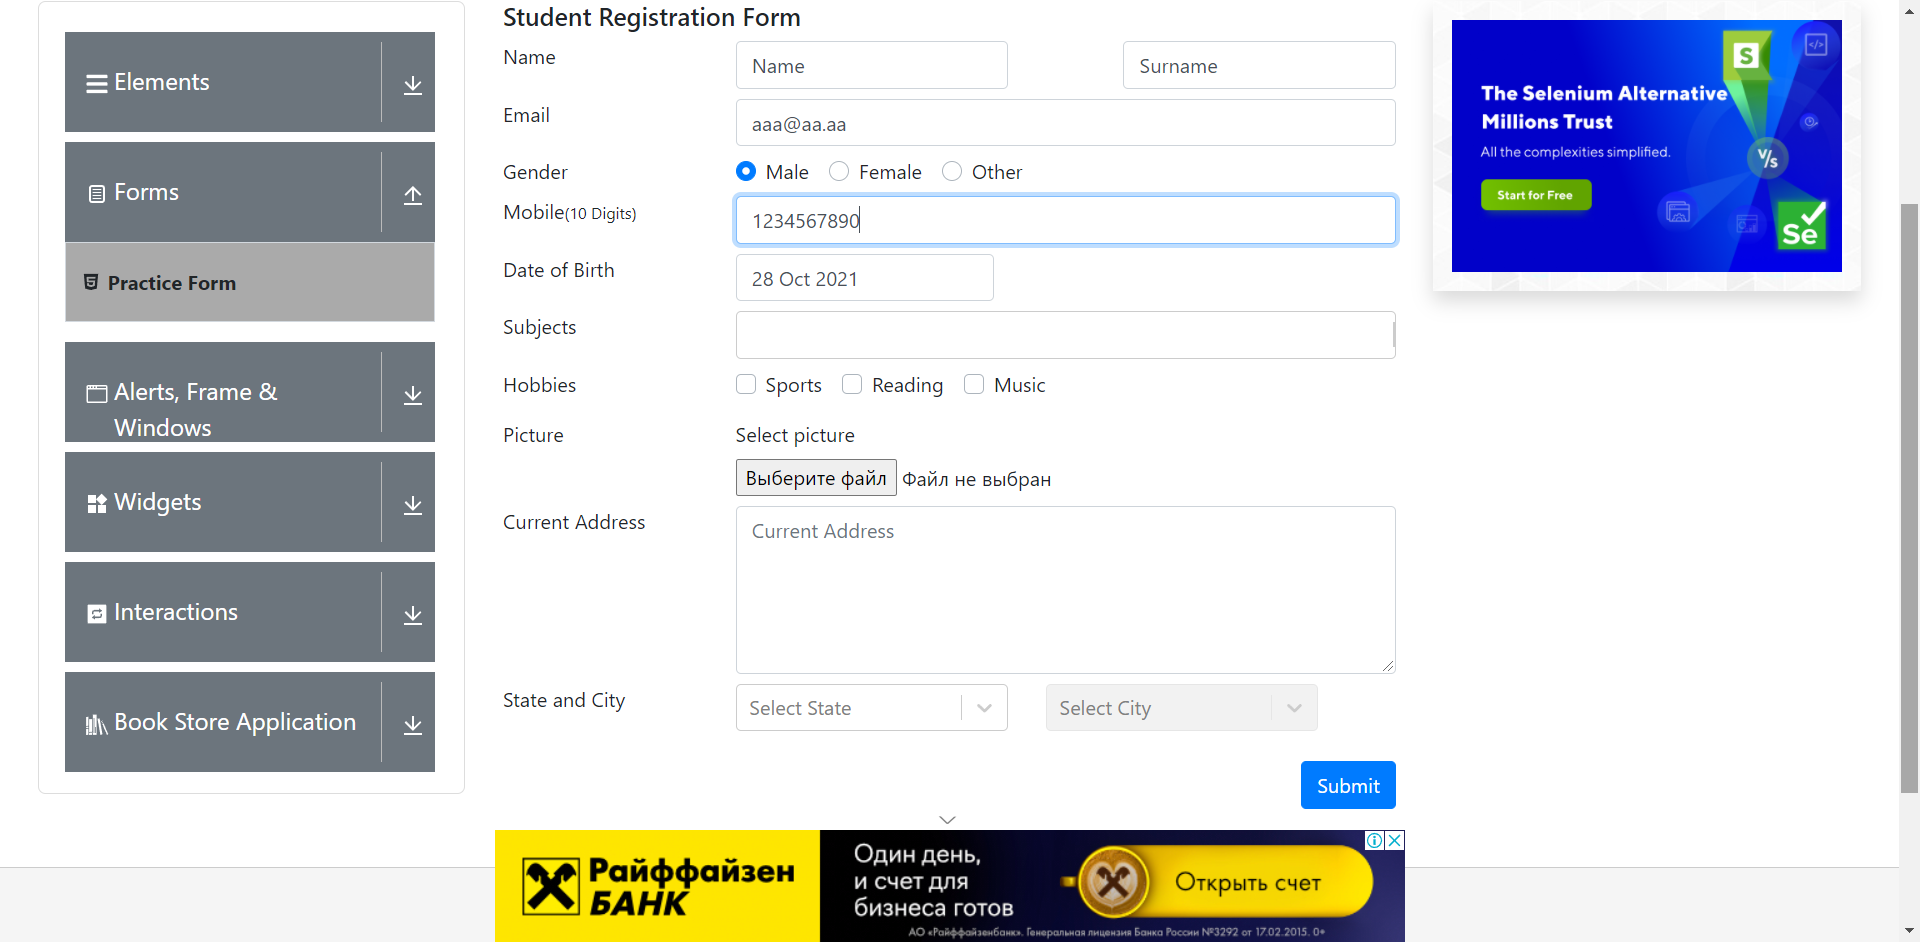 Elements
Forms
Practice Form
Alerts, Frame &
Windows
Widgets
Interactions
Book Store Application
Student Registration Form
Name
Name
Surname
Email
aaa@aa.aa
Gender
Male
Female
Other
Mobile(10 Digits)
1234567890
Date of Birth
28 Oct 2021
Subjects
Hobbies
Sports
Reading
Music
Picture
Select picture
Выберите файл
Файл не выбран
Current Address
Current Address
State and City
Select State
Select City
Submit
The Selenium Alternative
Millions Trust
All the complexities simplified.
Start for Free
S
V/S
Se
Райффайзен
БАНК
Один день,
и счет для
бизнеса готов
Открыть счет
АО «Райффайзенбанк». Генеральная лицензия Банка России №3292 от 17.02.2015. 0+